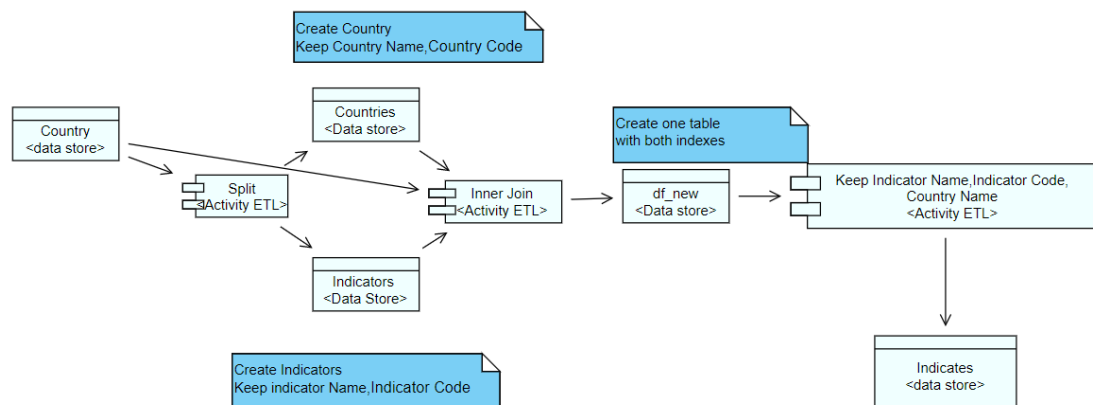 Create Country
Keep Country Name,Country Code
Country
<data store>
Countries
<Data store>
Create one table
with both indexes
Split
<Activity ETL>
Inner Join
<Activity ETL>
df_new
<Data store>
Keep Indicator Name,Indicator Code,
Country Name
<Activity ETL>
Indicators
<Data Store>
Create Indicators
Keep indicator Name,Indicator Code
Indicates
<data store>